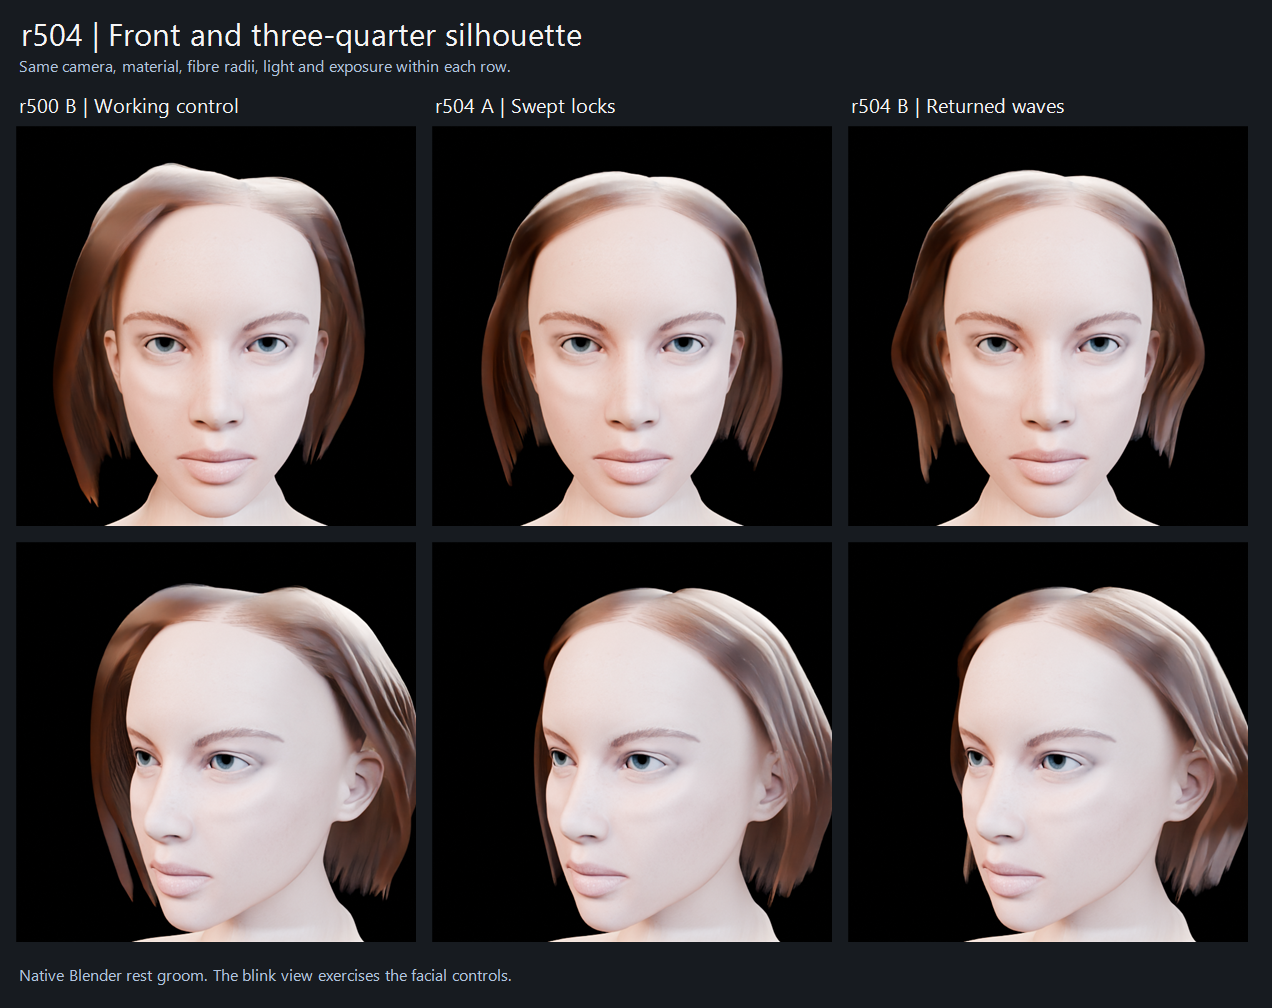 r504 | Front and three-quarter silhouette
Same camera, material, fibre radii, light and exposure within each row.
r500 B | Working control
r504 A | Swept locks
r504 B | Returned waves
Native Blender rest groom. The blink view exercises the facial controls.